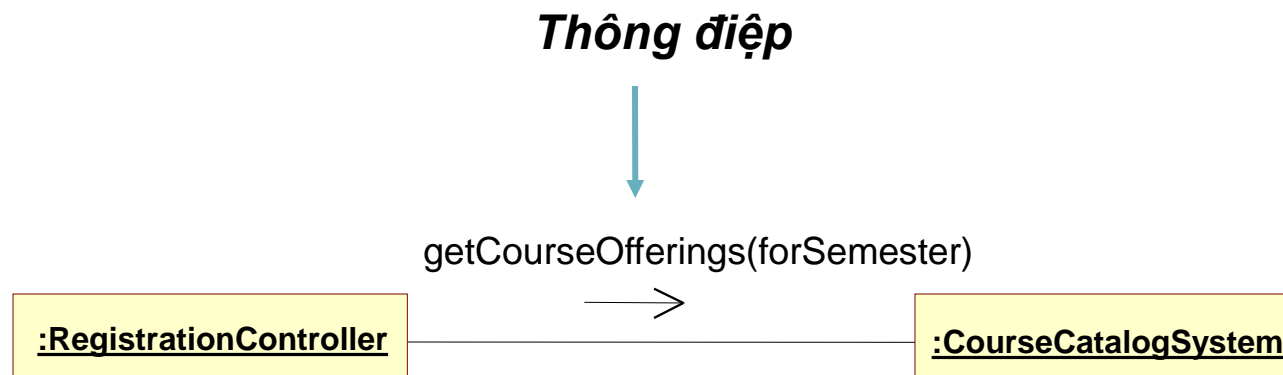 Thông điệp
getCourseOfferings(forSemester)
:RegistrationController
:CourseCatalogSystem